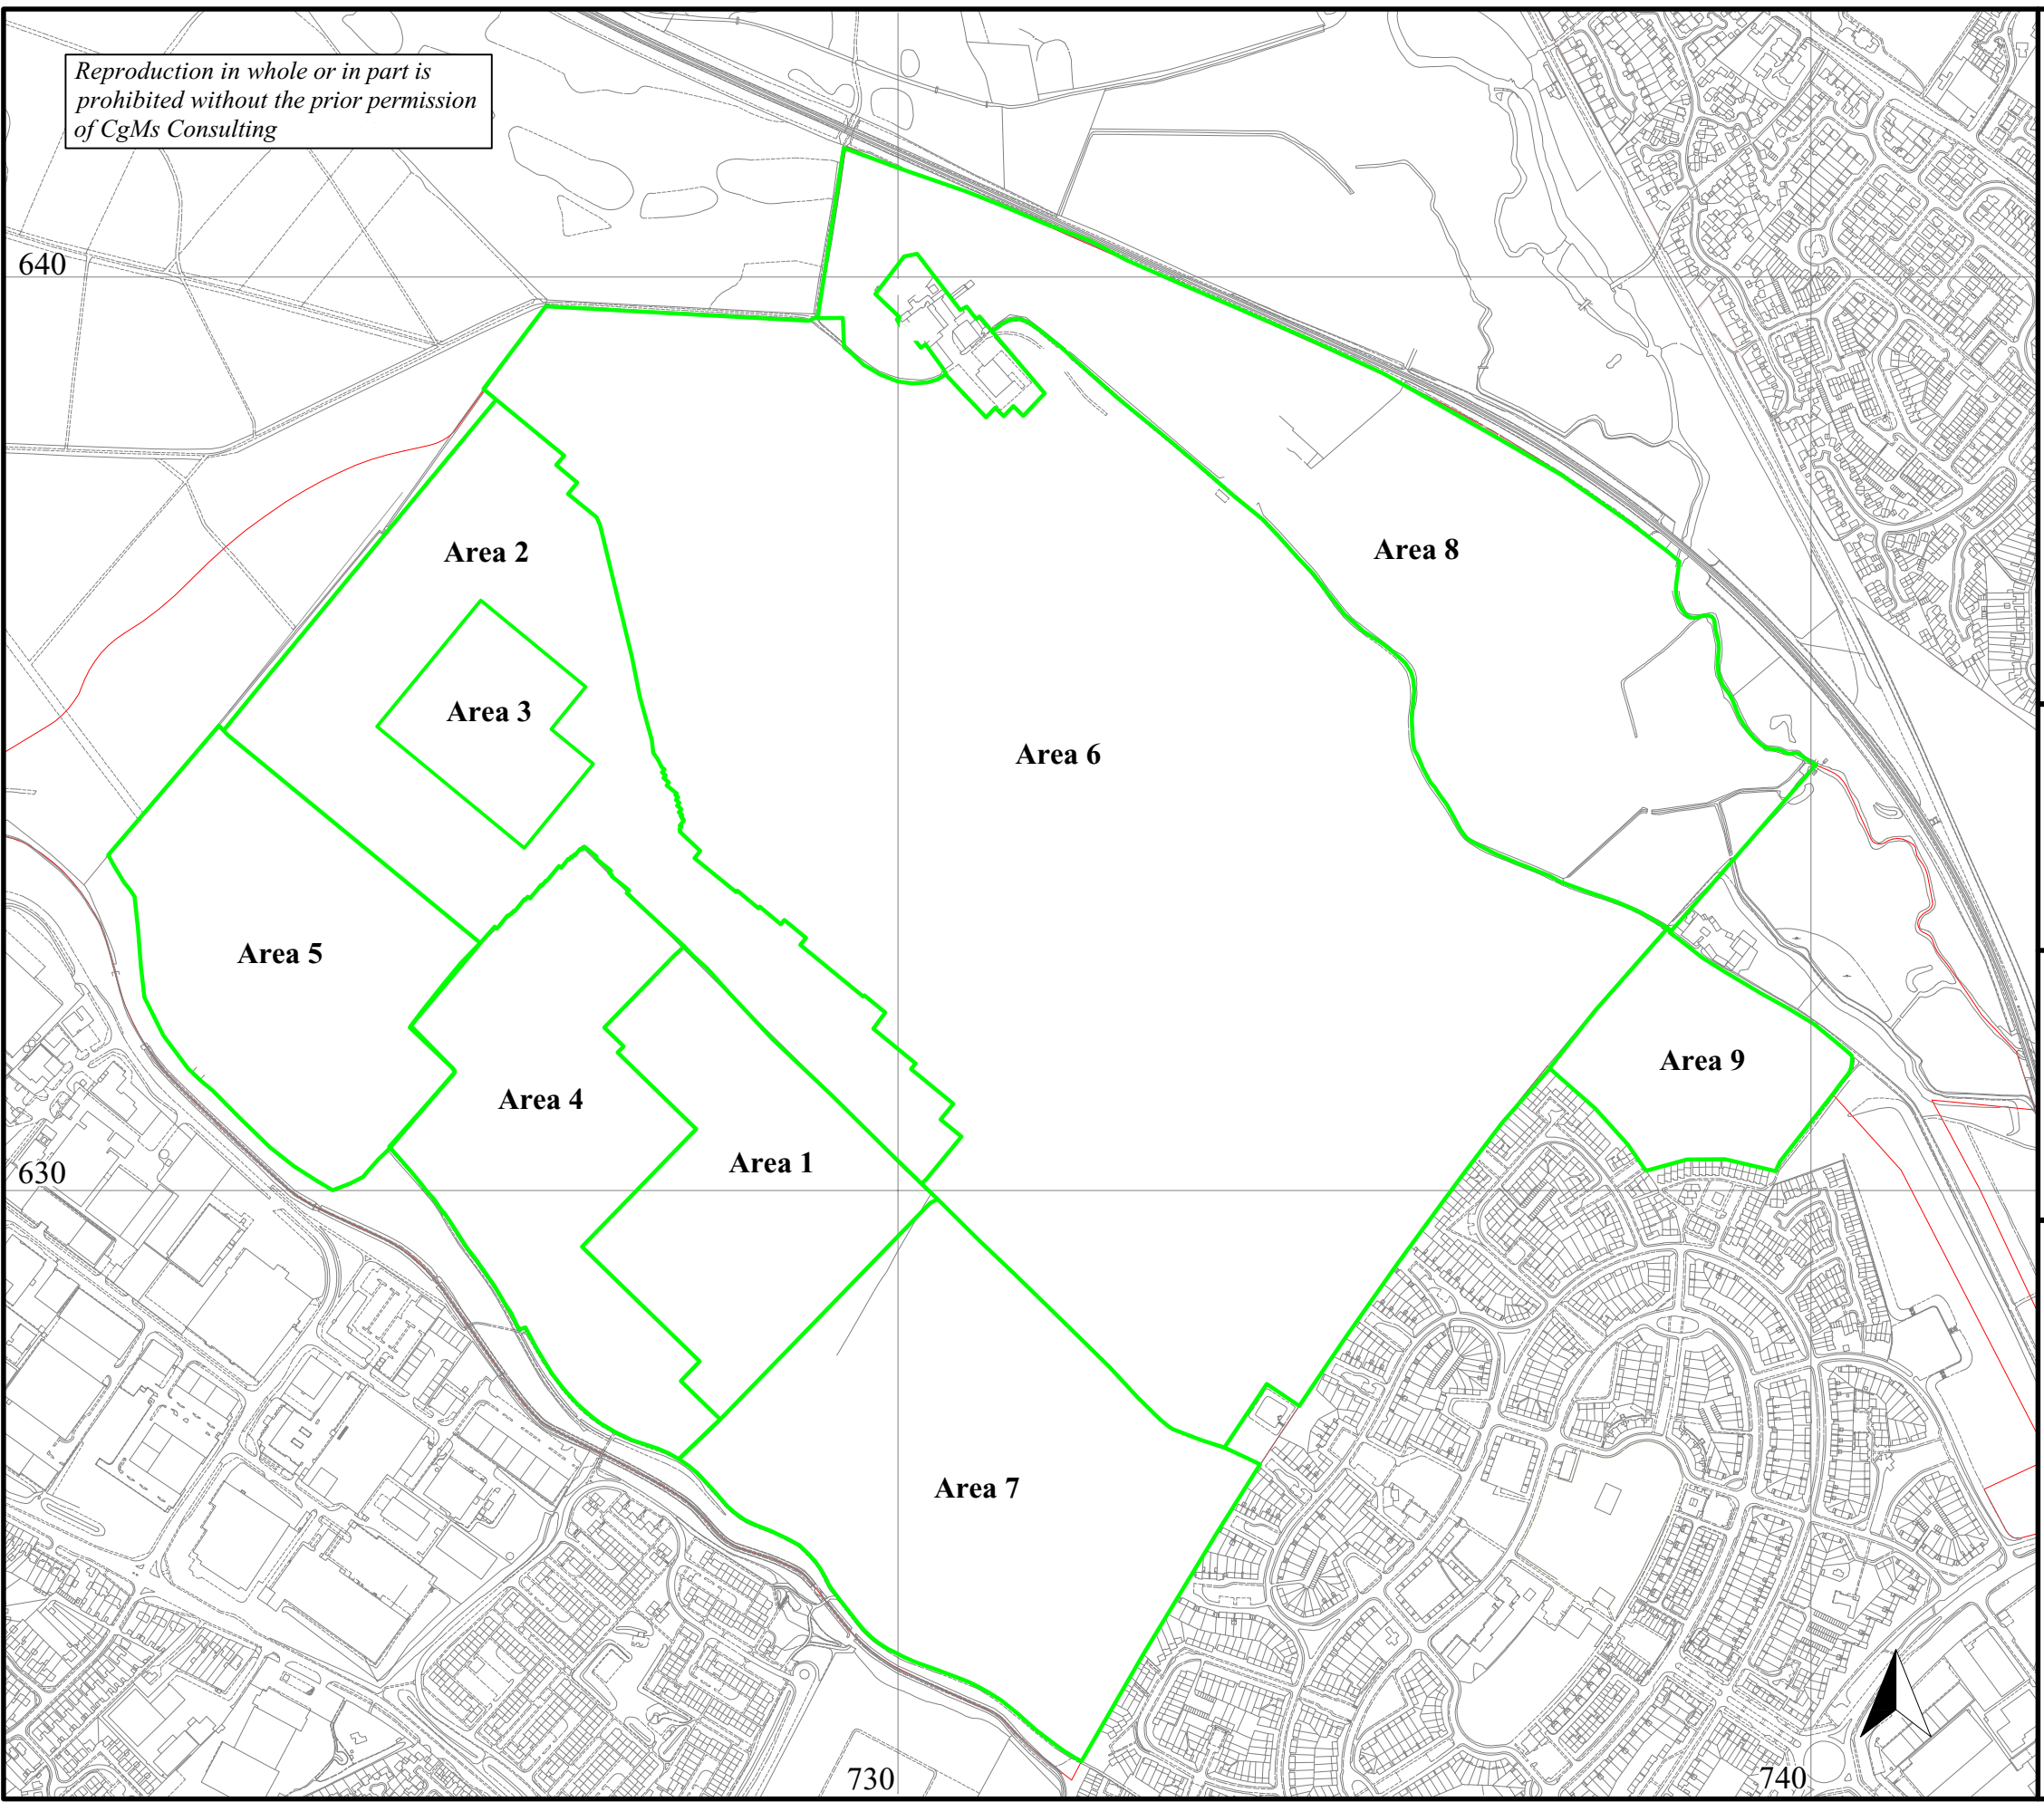 Reproduction in whole or in part is
prohibited without the prior permission
of CgMs Consulting
640
Area 2
Area 8
Area 3
Area 6
Area 5
Area 9
Area 4
Area 1
630
Area 7
730
740